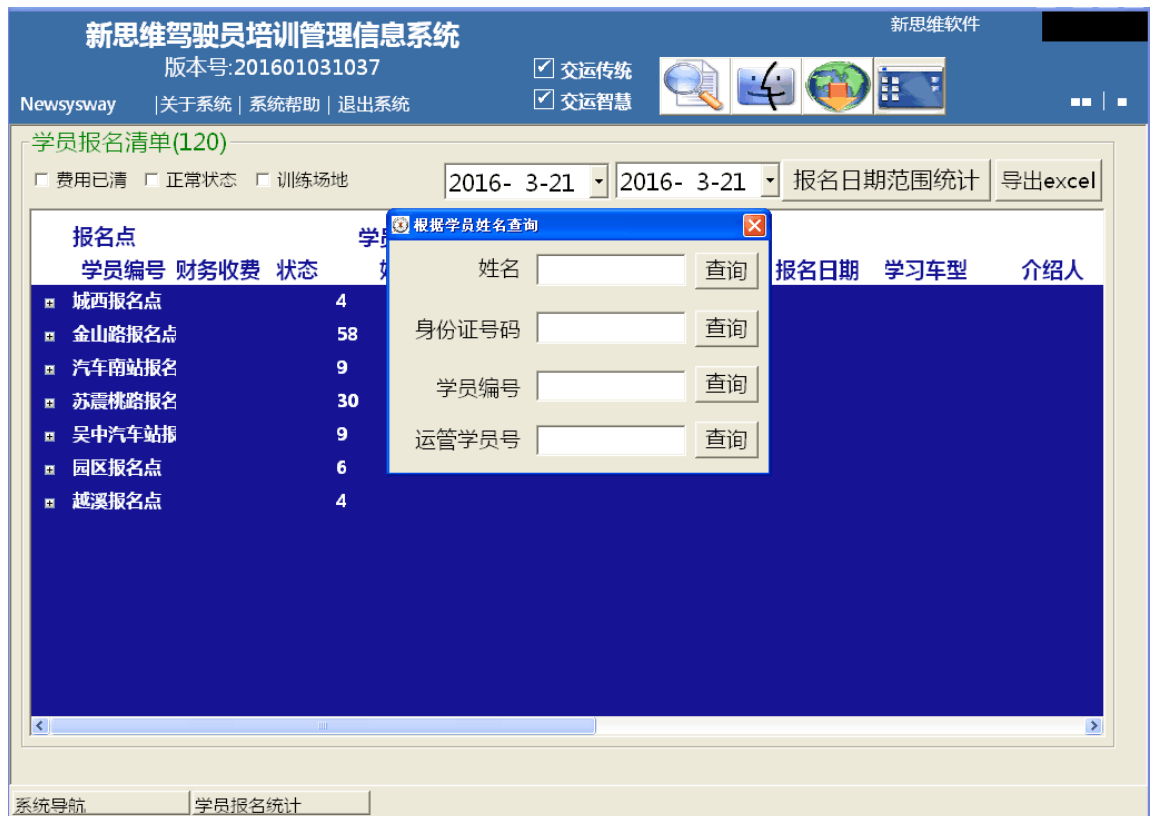 新思维驾驶员培训管理信息系统
新思维软件
版本号:201601031037
交运传统
交运智慧
Newsysway |关于系统|系统帮助|退出系统
学员报名清单(120)
费用已清 正常状态 训练场地
2016- 3-21 2016- 3-21 报名日期范围统计 导出excel
根据学员姓名查询
报名点
学员编号 财务收费 状态 报名日期 学习车型 介绍人
姓名 查询
身份证号码 查询
学员编号 查询
运管学员号 查询
城西报名点 4
金山路报名点 58
汽车南站报名 9
苏震桃路报名 30
吴中汽车站报 9
园区报名点 6
越溪报名点 4
系统导航 学员报名统计